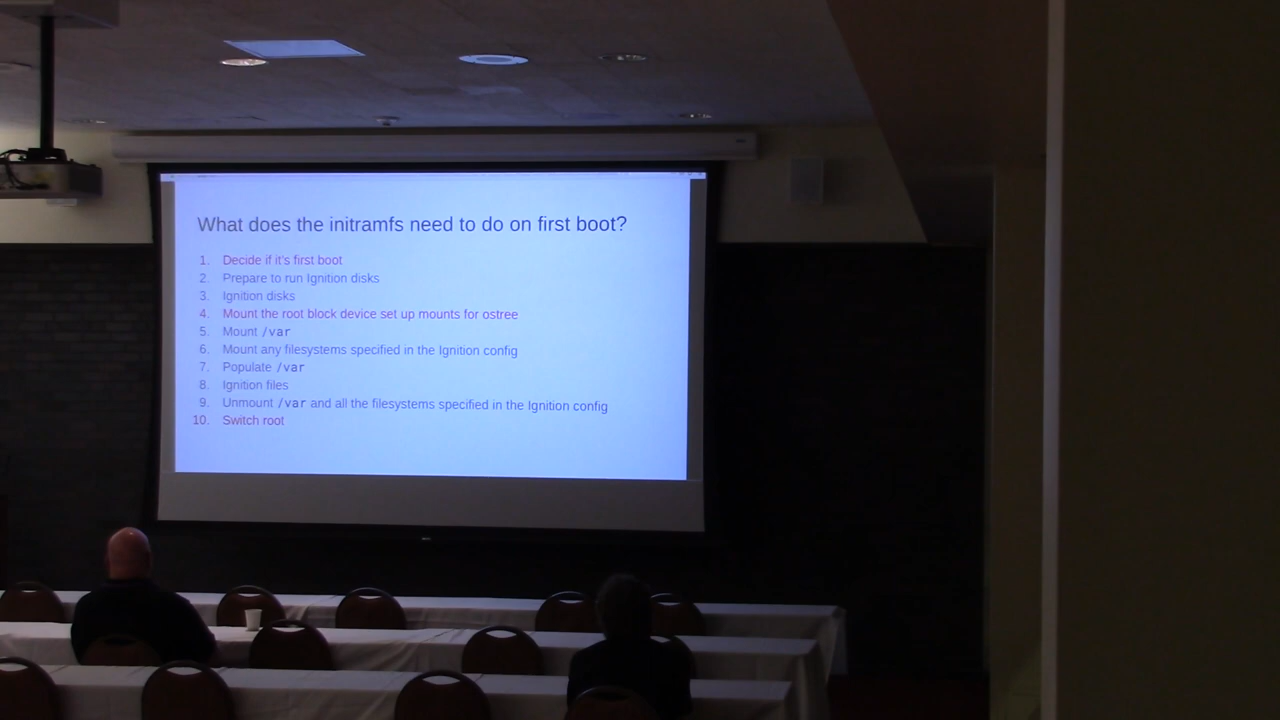 What does the initramfs need to do on first boot?
1. Decide if it's first boot
2. Prepare to run Ignition disks
3. Ignition disks
4. Mount the root block device set up mounts for ostree
5. Mount /var
6. Mount any filesystems specified in the Ignition config
7. Populate /var
8. Ignition files
9. Unmount /var and all the filesystems specified in the Ignition config
10. Switch root